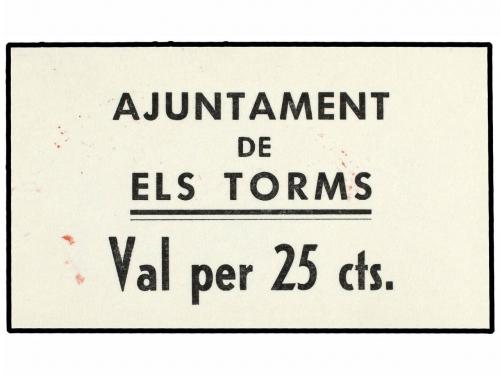 AJUNTAMENT
DE
ELS TORMS
Val per 25 cts.